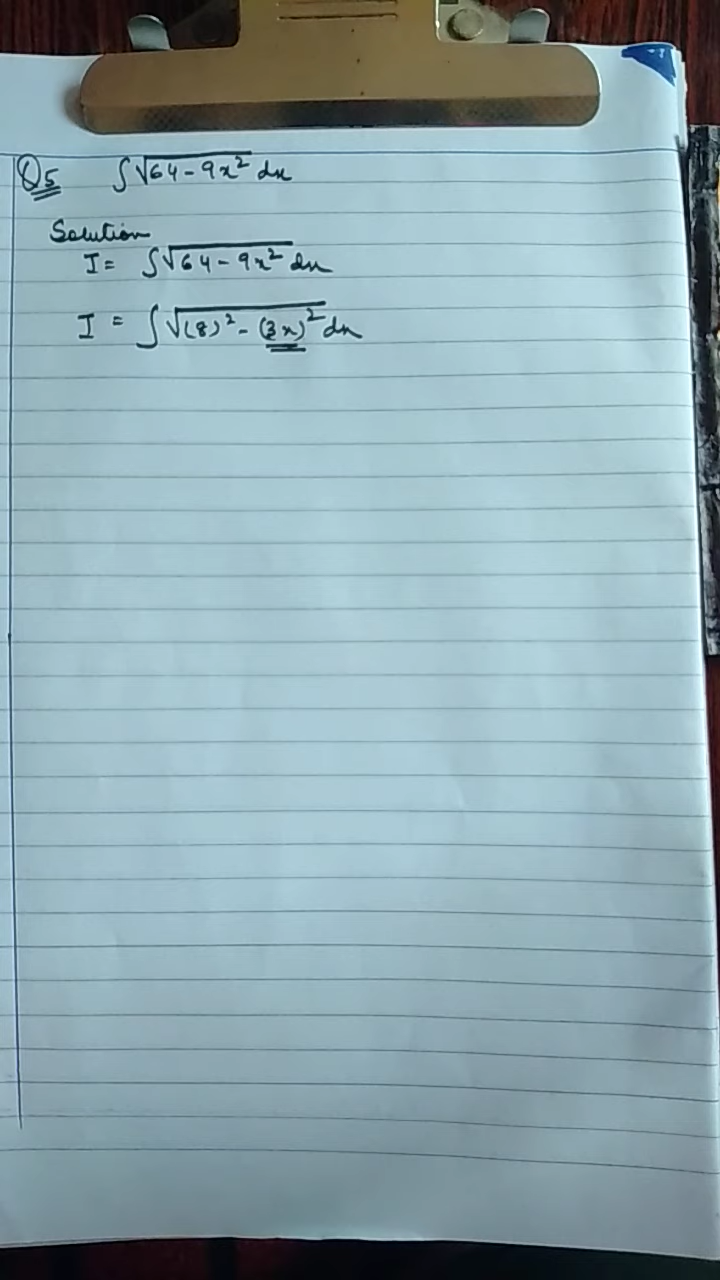 Q5 ∫√64-9x² dx
Solution
I = ∫√64-9x² dx
I = ∫√(8)² - (3x)² dx